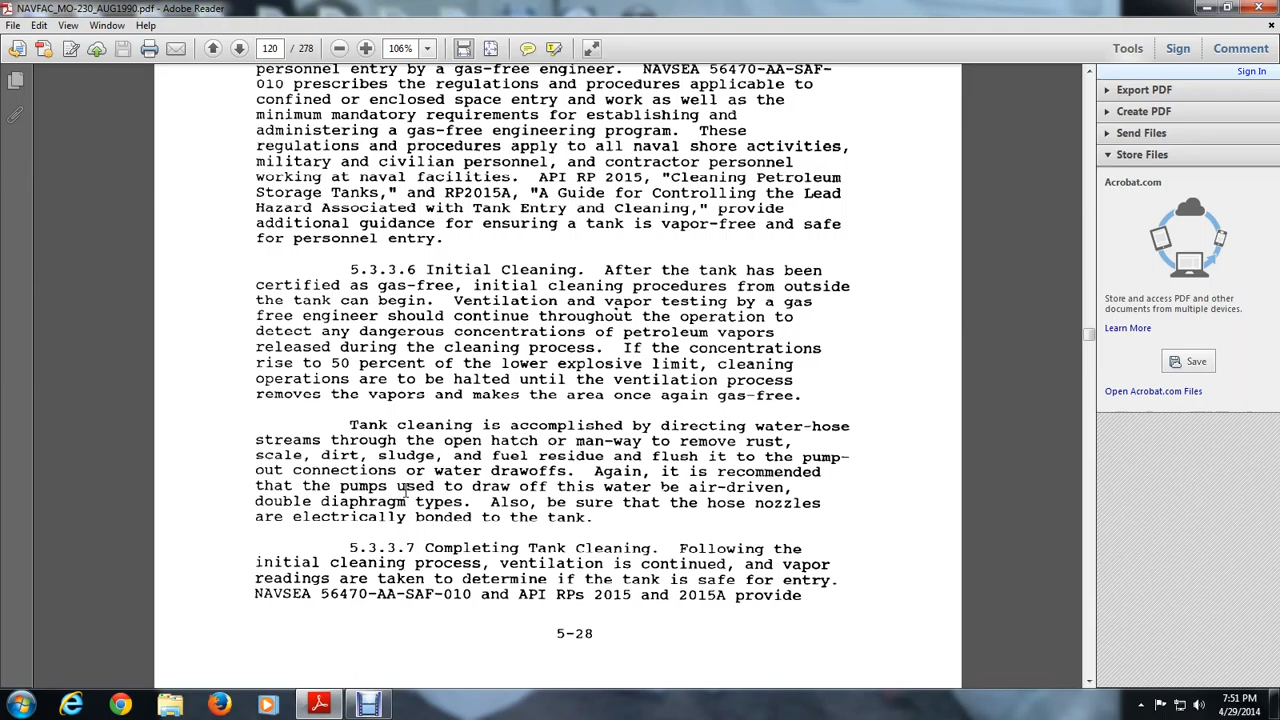 NAVFAC_MO-230_AUG1990.pdf - Adobe Reader
File Edit View Window Help
120 / 278 106% Tools Sign Comment
Sign In
Export PDF
Create PDF
Send Files
Store Files
Acrobat.com
Store and access PDF and other
documents from multiple devices.
Learn More
Save
Open Acrobat.com Files
personnel entry by a gas-free engineer. NAVSEA 56470-AA-SAF-
010 prescribes the regulations and procedures applicable to
confined or enclosed space entry and work as well as the
minimum mandatory requirements for establishing and
administering a gas-free engineering program. These
regulations and procedures apply to all naval shore activities,
military and civilian personnel, and contractor personnel
working at naval facilities. API RP 2015, "Cleaning Petroleum
Storage Tanks," and RP2015A, "A Guide for Controlling the Lead
Hazard Associated with Tank Entry and Cleaning," provide
additional guidance for ensuring a tank is vapor-free and safe
for personnel entry.
5.3.3.6 Initial Cleaning. After the tank has been
certified as gas-free, initial cleaning procedures from outside
the tank can begin. Ventilation and vapor testing by a gas
free engineer should continue throughout the operation to
detect any dangerous concentrations of petroleum vapors
released during the cleaning process. If the concentrations
rise to 50 percent of the lower explosive limit, cleaning
operations are to be halted until the ventilation process
removes the vapors and makes the area once again gas-free.
Tank cleaning is accomplished by directing water-hose
streams through the open hatch or man-way to remove rust,
scale, dirt, sludge, and fuel residue and flush it to the pump-
out connections or water drawoffs. Again, it is recommended
that the pumps used to draw off this water be air-driven,
double diaphragm types. Also, be sure that the hose nozzles
are electrically bonded to the tank.
5.3.3.7 Completing Tank Cleaning. Following the
initial cleaning process, ventilation is continued, and vapor
readings are taken to determine if the tank is safe for entry.
NAVSEA 56470-AA-SAF-010 and API RPs 2015 and 2015A provide
5-28
7:51 PM
4/29/2014